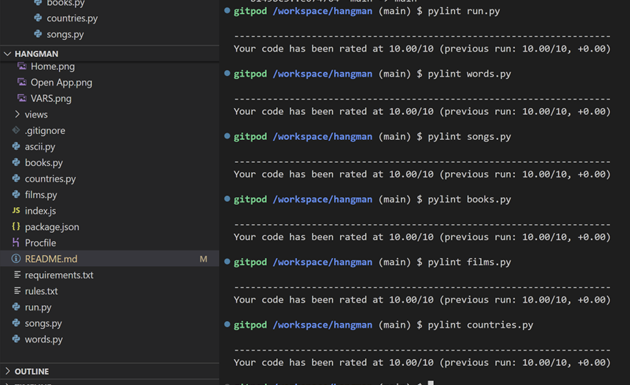 books.py
countries.py
songs.py
HANGMAN
Home.png
Open App.png
VARS.png
views
.gitignore
ascii.py
books.py
countries.py
films.py
JS index.js
{} package.json
Procfile
README.md M
requirements.txt
rules.txt
run.py
songs.py
words.py
OUTLINE
gitpod /workspace/hangman (main) $ pylint run.py
--------------------------------------------------------------------
Your code has been rated at 10.00/10 (previous run: 10.00/10, +0.00)
gitpod /workspace/hangman (main) $ pylint words.py
--------------------------------------------------------------------
Your code has been rated at 10.00/10 (previous run: 10.00/10, +0.00)
gitpod /workspace/hangman (main) $ pylint songs.py
--------------------------------------------------------------------
Your code has been rated at 10.00/10 (previous run: 10.00/10, +0.00)
gitpod /workspace/hangman (main) $ pylint books.py
--------------------------------------------------------------------
Your code has been rated at 10.00/10 (previous run: 10.00/10, +0.00)
gitpod /workspace/hangman (main) $ pylint films.py
--------------------------------------------------------------------
Your code has been rated at 10.00/10 (previous run: 10.00/10, +0.00)
gitpod /workspace/hangman (main) $ pylint countries.py
--------------------------------------------------------------------
Your code has been rated at 10.00/10 (previous run: 10.00/10, +0.00)